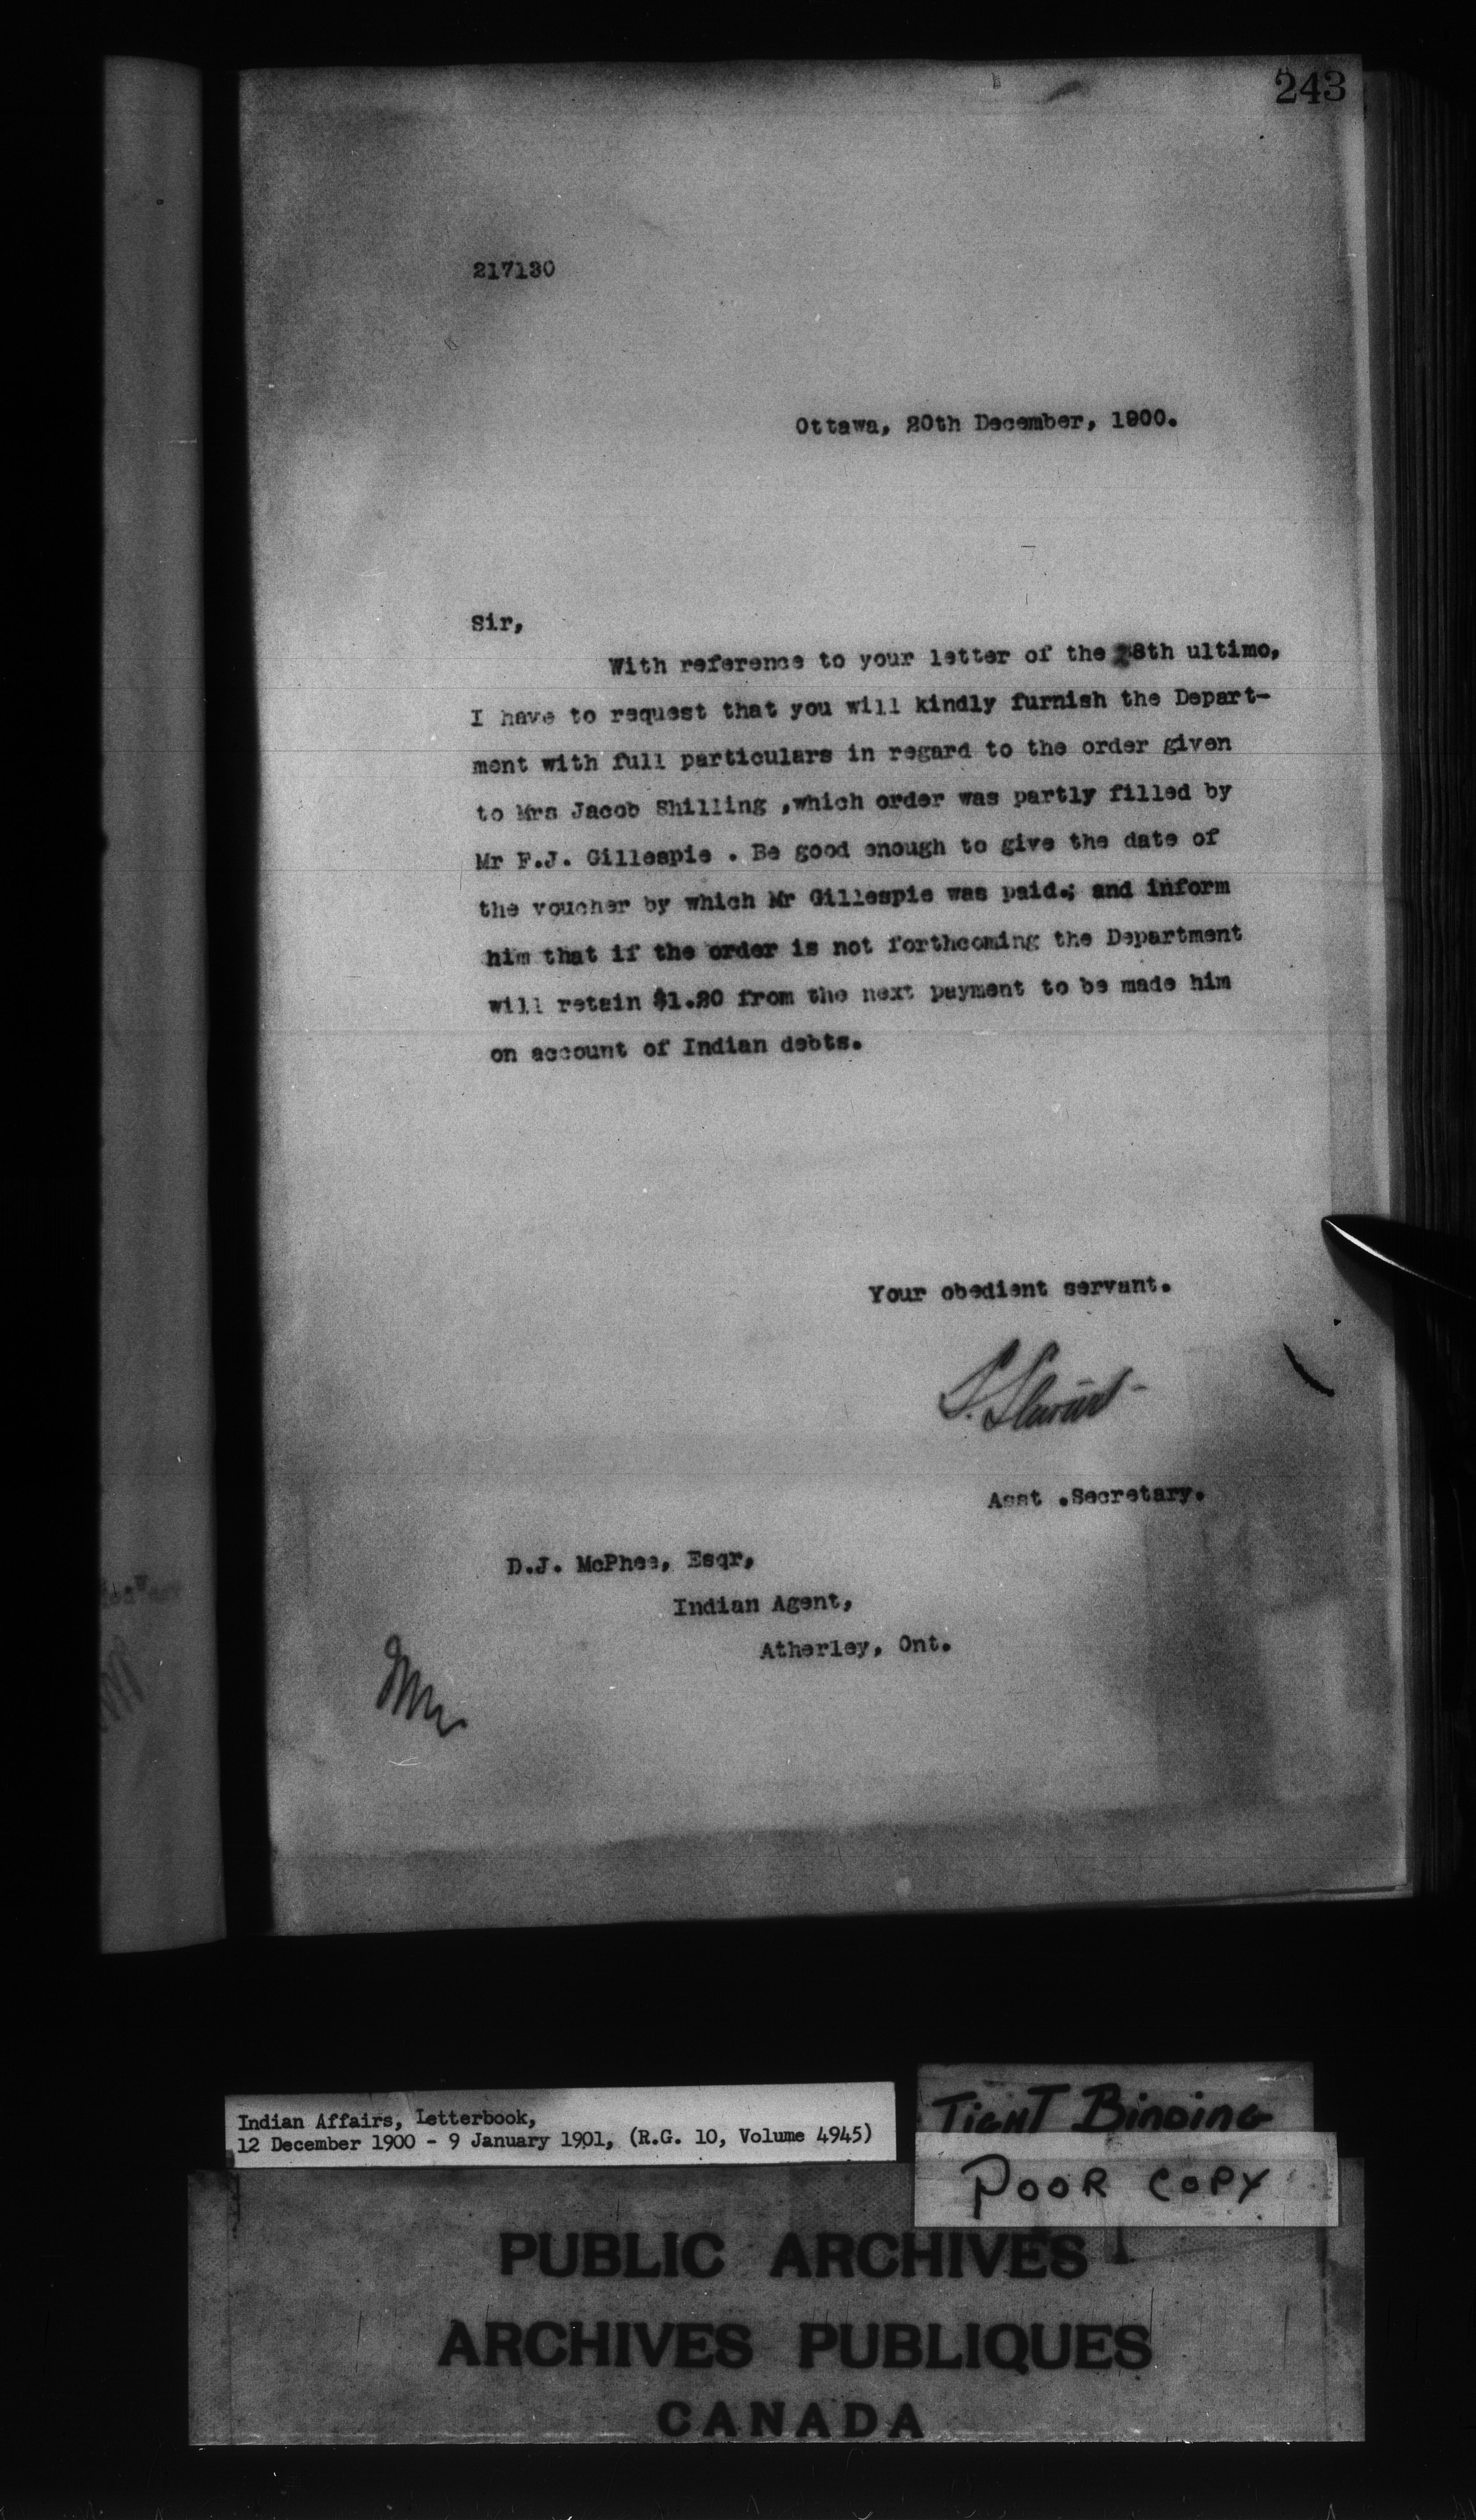 243
217130
Ottawa, 20th December, 1900.
Sir,
With reference to your letter of the 28th ultimo,
I have to request that you will kindly furnish the Depart-
ment with full particulars in regard to the order given
to Mrs Jacob Shilling ,which order was partly filled by
Mr F.J. Gillespie . Be good enough to give the date of
the voucher by which Mr Gillespie was paid.; and inform
him that if the order is not forthcoming the Department
will retain $1.20 from the next payment to be made him
on account of Indian debts.
Your obedient servant.
S. Stewart
Asst .Secretary.
D.J. McPhee, Esqr,
Indian Agent,
Atherley, Ont.
Indian Affairs, Letterbook,
12 December 1900 - 9 January 1901, (R.G. 10, Volume 4945)
TIGHT BINDING
POOR COPY
PUBLIC ARCHIVES
ARCHIVES PUBLIQUES
CANADA